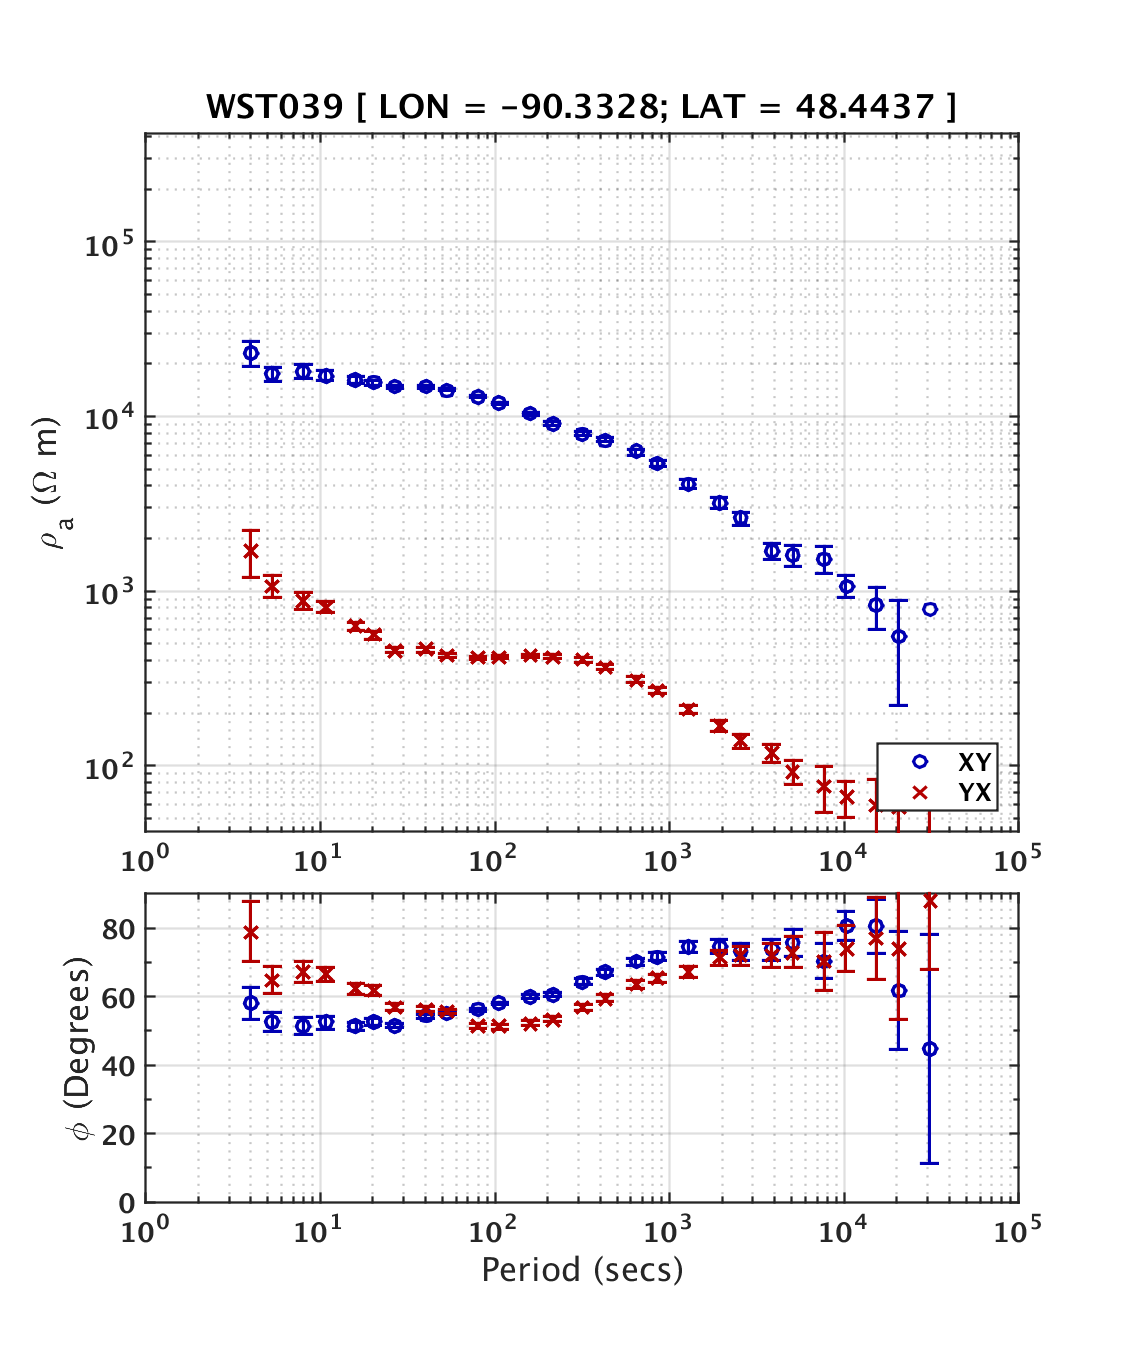 WST039 [ LON = -90.3328; LAT = 48.4437 ]
10^5
10^4
10^3
10^2
ρ_a (Ω m)
XY
YX
10^0 10^1 10^2 10^3 10^4 10^5
80
60
40
20
0
ϕ (Degrees)
10^0 10^1 10^2 10^3 10^4 10^5
Period (secs)